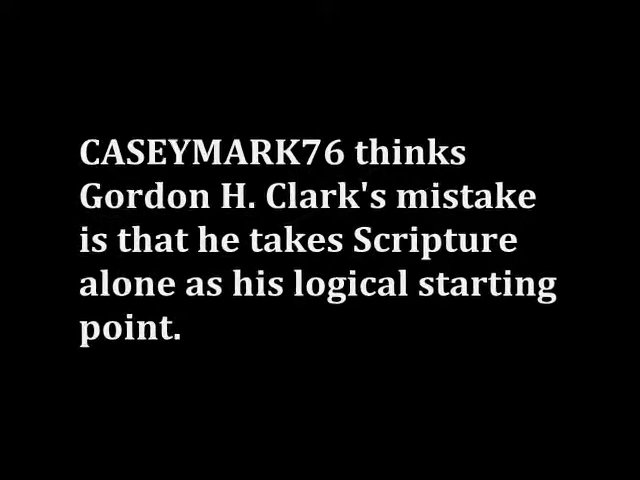 CASEYMARK76 thinks
Gordon H. Clark's mistake
is that he takes Scripture
alone as his logical starting
point.